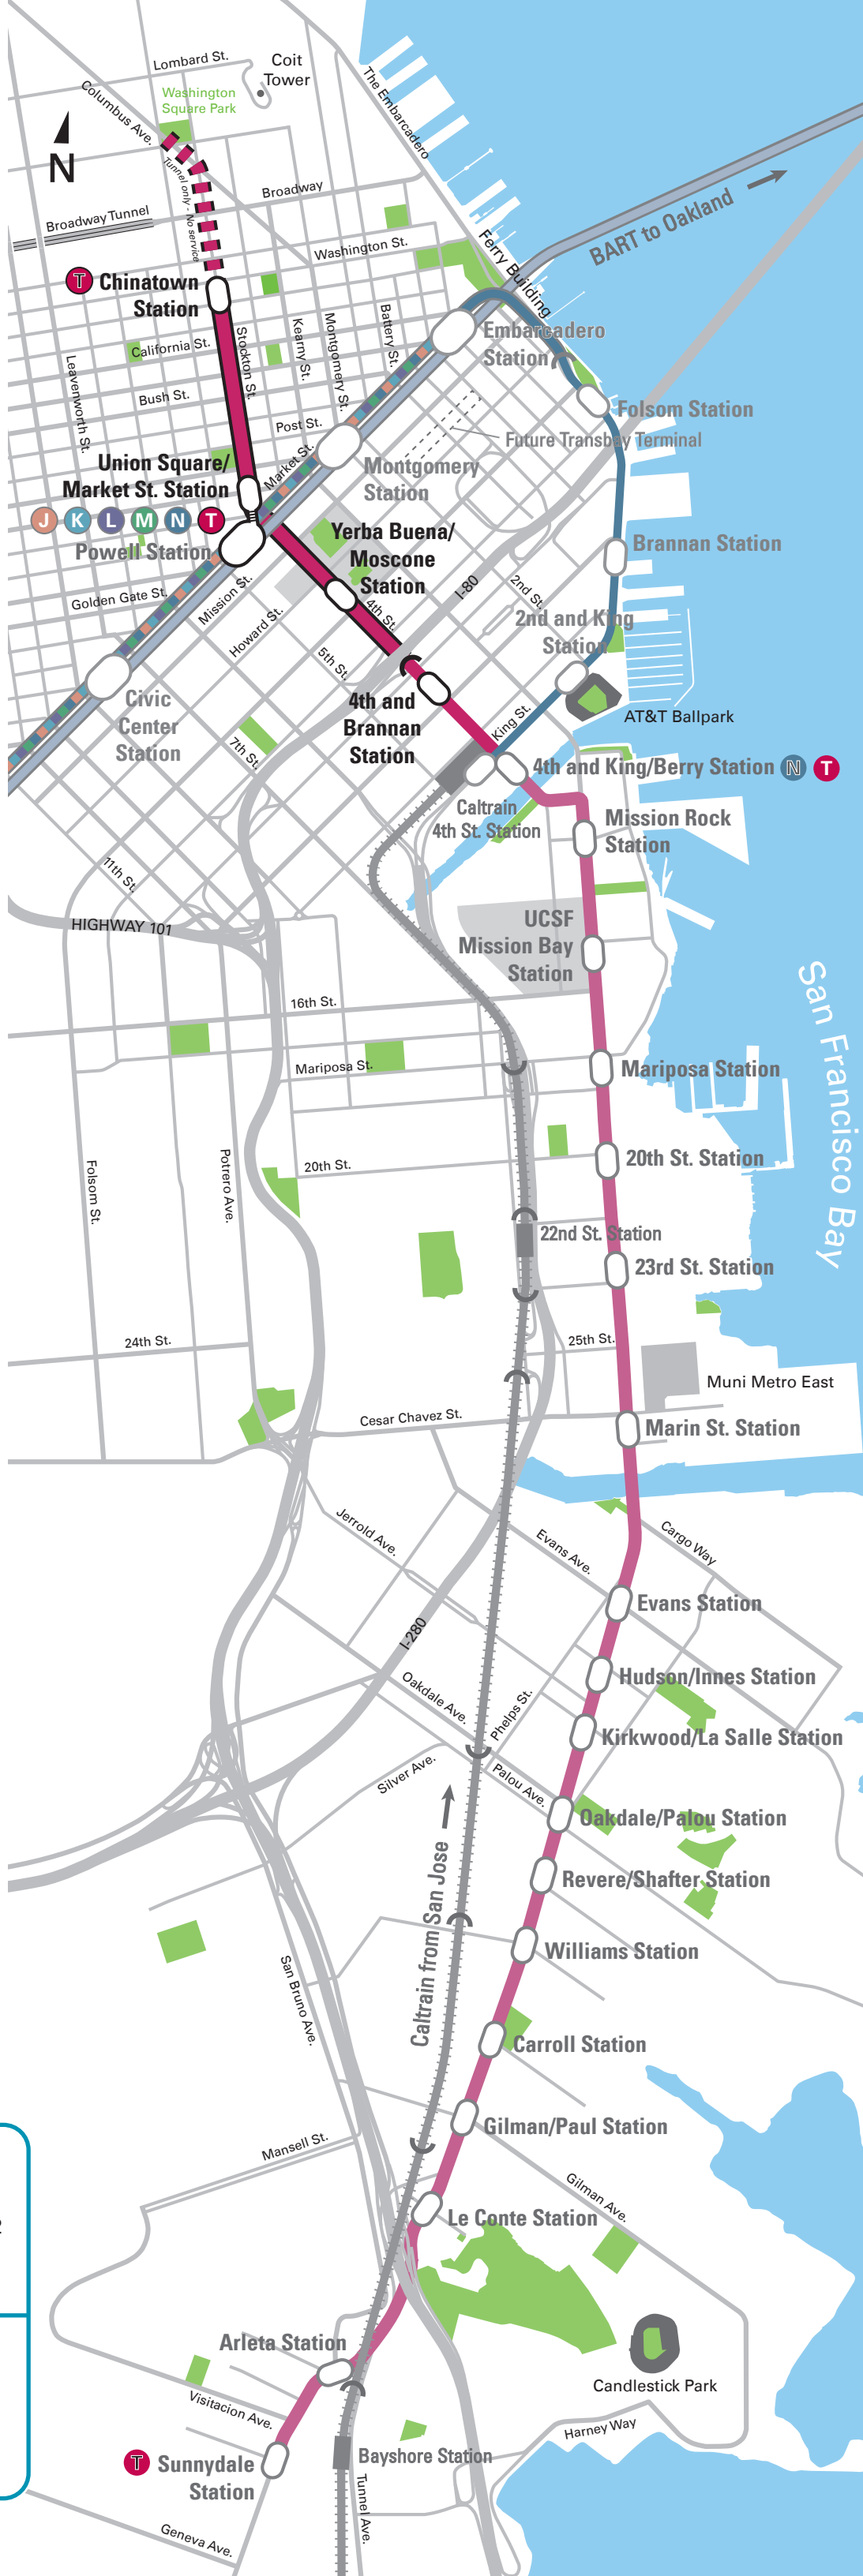 Lombard St.
Coit
Tower
Columbus Ave.
Washington
Square Park
The Embarcadero
N
Tunnel only - No service
Broadway
Broadway Tunnel
Washington St.
BART to Oakland
Ferry Building
T
Chinatown
Station
Embarcadero
Station
California St.
Stockton St.
Kearny St.
Montgomery St.
Battery St.
Leavenworth St.
Bush St.
Post St.
Folsom Station
Future Transbay Terminal
Market St.
Union Square/
Market St. Station
Montgomery
Station
J K L M N T
Powell Station
Yerba Buena/
Moscone
Station
Brannan Station
I-80
2nd St.
Golden Gate St.
Mission St.
Howard St.
4th St.
5th St.
2nd and King
Station
Civic
Center
Station
4th and
Brannan
Station
King St.
AT&T Ballpark
7th St.
4th and King/Berry Station N T
Caltrain
4th St. Station
Mission Rock
Station
11th St.
HIGHWAY 101
UCSF
Mission Bay
Station
San Francisco Bay
16th St.
Mariposa St.
Mariposa Station
20th St.
20th St. Station
Folsom St.
Potrero Ave.
22nd St. Station
23rd St. Station
24th St.
25th St.
Muni Metro East
Cesar Chavez St.
Marin St. Station
Jerrold Ave.
Evans Ave.
Cargo Way
Evans Station
I-280
Hudson/Innes Station
Oakdale Ave.
Phelps St.
Kirkwood/La Salle Station
Silver Ave.
Palou Ave.
Oakdale/Palou Station
Caltrain from San Jose
Revere/Shafter Station
Williams Station
San Bruno Ave.
Carroll Station
Gilman/Paul Station
Mansell St.
Gilman Ave.
Le Conte Station
Arleta Station
Candlestick Park
Visitacion Ave.
Harney Way
T
Sunnydale
Station
Bayshore Station
Tunnel Ave.
Geneva Ave.